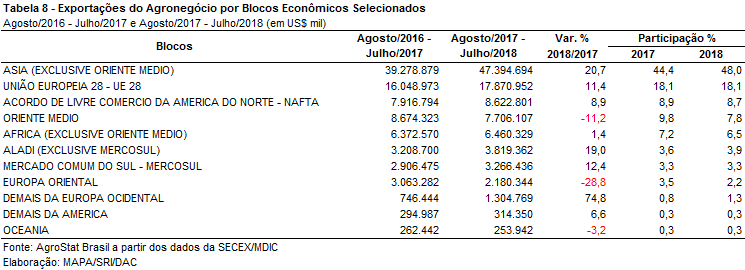 Tabela 8 - Exportações do Agronegócio por Blocos Econômicos Selecionados
Agosto/2016 - Julho/2017 e Agosto/2017 - Julho/2018 (em US$ mil)
Blocos Agosto/2016 - Julho/2017 Agosto/2017 - Julho/2018 Var. % 2018/2017 Participação % 2017 2018
ASIA (EXCLUSIVE ORIENTE MEDIO) 39.278.879 47.394.694 20,7 44,4 48,0
UNIÃO EUROPEIA 28 - UE 28 16.048.973 17.870.952 11,4 18,1 18,1
ACORDO DE LIVRE COMERCIO DA AMERICA DO NORTE - NAFTA 7.916.794 8.622.801 8,9 8,9 8,7
ORIENTE MEDIO 8.674.323 7.706.107 -11,2 9,8 7,8
AFRICA (EXCLUSIVE ORIENTE MEDIO) 6.372.570 6.460.329 1,4 7,2 6,5
ALADI (EXCLUSIVE MERCOSUL) 3.208.700 3.819.362 19,0 3,6 3,9
MERCADO COMUM DO SUL - MERCOSUL 2.906.475 3.266.436 12,4 3,3 3,3
EUROPA ORIENTAL 3.063.282 2.180.344 -28,8 3,5 2,2
DEMAIS DA EUROPA OCIDENTAL 746.444 1.304.769 74,8 0,8 1,3
DEMAIS DA AMERICA 294.987 314.350 6,6 0,3 0,3
OCEANIA 262.442 253.942 -3,2 0,3 0,3
Fonte: AgroStat Brasil a partir dos dados da SECEX/MDIC
Elaboração: MAPA/SRI/DAC